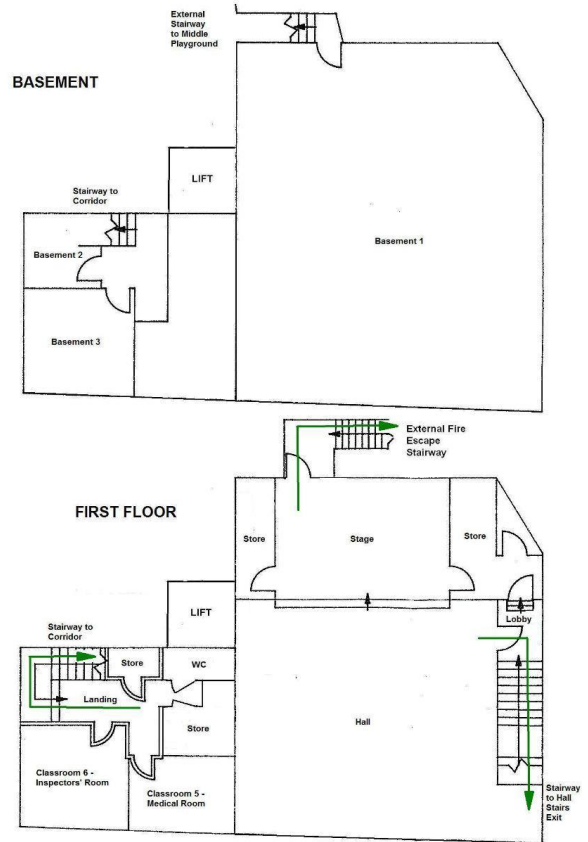 External
Stairway
to Middle
Playground
BASEMENT
LIFT
Stairway to
Corridor
Basement 1
Basement 2
Basement 3
External Fire
Escape
Stairway
FIRST FLOOR
Store
Stage
Store
LIFT
Lobby
Stairway to
Corridor
Store
WC
Landing
Hall
Store
Classroom 6 -
Inspectors' Room
Classroom 5 -
Medical Room
Stairway
to Hall
Stairs
Exit